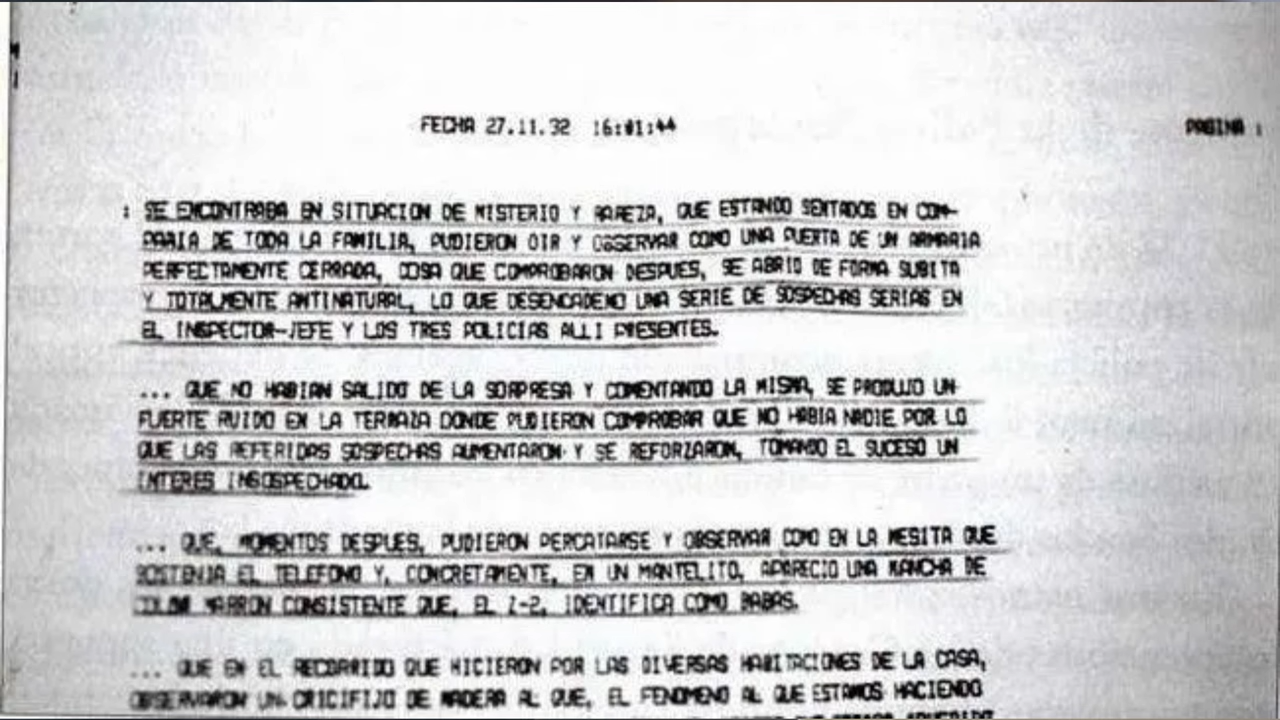 FECHA 27.11.92 16:01:44 PAGINA :
: SE ENCONTRABA EN SITUACION DE MISTERIO Y RAREZA, QUE ESTANDO SENTADOS EN COM-
PAÑIA DE TODA LA FAMILIA, PUDIERON OIR Y OBSERVAR COMO UNA PUERTA DE UN ARMARIA
PERFECTAMENTE CERRADA, COSA QUE COMPROBARON DESPUES, SE ABRIO DE FORMA SUBITA
Y TOTALMENTE ANTINATURAL, LO QUE DESENCADENO UNA SERIE DE SOSPECHAS SERIAS EN
EL INSPECTOR-JEFE Y LOS TRES POLICIAS ALLI PRESENTES.
... QUE NO HABIAN SALIDO DE LA SORPRESA Y COMENTANDO LA MISMA, SE PRODUJO UN
FUERTE RUIDO EN LA TERRAZA DONDE PUDIERON COMPROBAR QUE NO HABIA NADIE POR LO
QUE LAS REFERIDAS SOSPECHAS AUMENTARON Y SE REFORZARON, TOMANDO EL SUCESO UN
INTERES INSOSPECHADO.
... QUE, MOMENTOS DESPUES, PUDIERON PERCATARSE Y OBSERVAR COMO EN LA MESITA QUE
SOSTENIA EL TELEFONO Y, CONCRETAMENTE, EN UN MANTELITO, APARECIO UNA MANCHA DE
COLOR MARRON CONSISTENTE QUE, EL Z-2, IDENTIFICA COMO BABAS.
... QUE EN EL RECORRIDO QUE HICIERON POR LAS DIVERSAS HABITACIONES DE LA CASA,
OBSERVARON UN CRICIFIJO DE MADERA AL QUE, EL FENOMENO AL QUE ESTAMOS HACIENDO